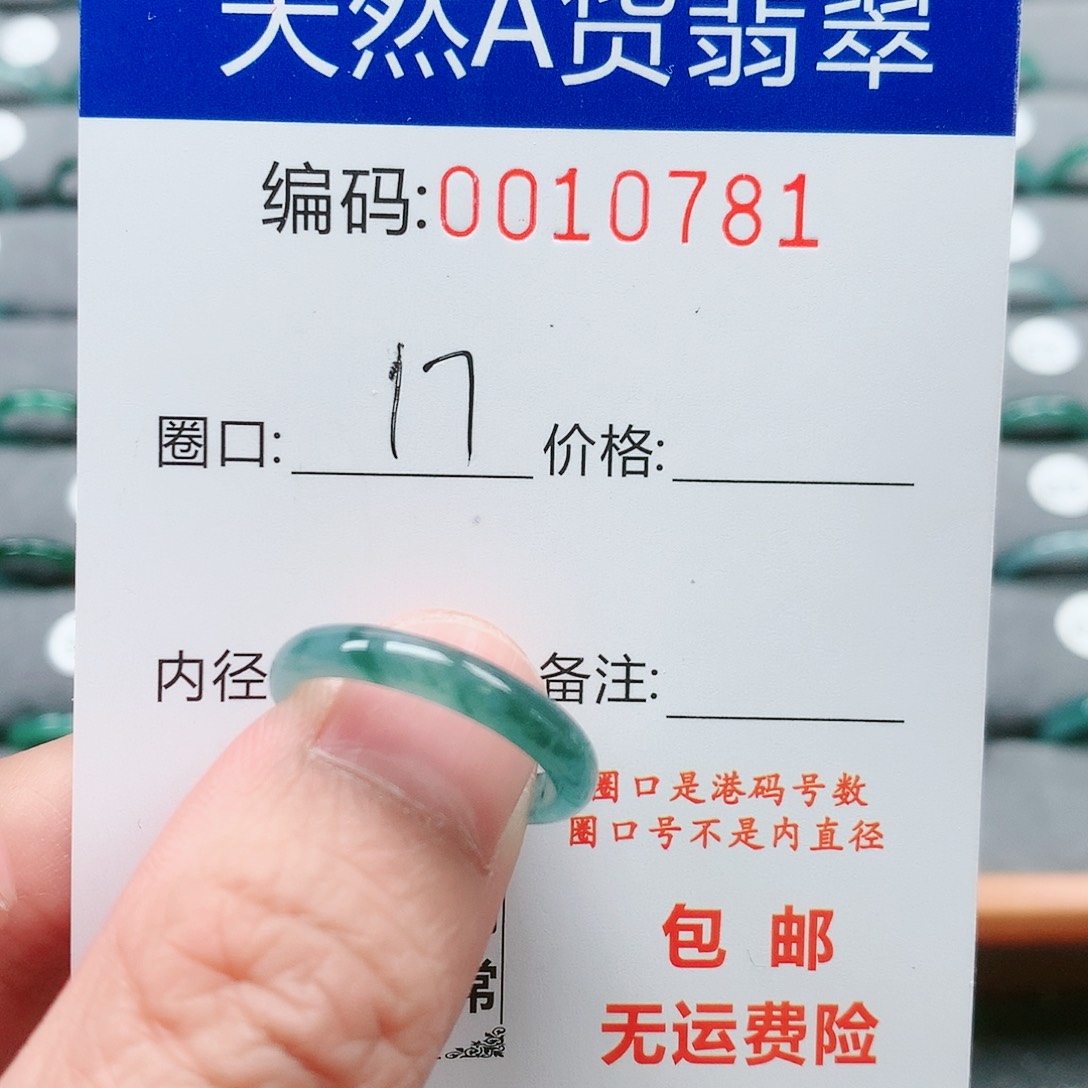 天然A货翡翠
编码:0010781
圈口: 17 价格:
内径 备注:
圈口是港码号数
圈口号不是内直径
常
包 邮
无运费险